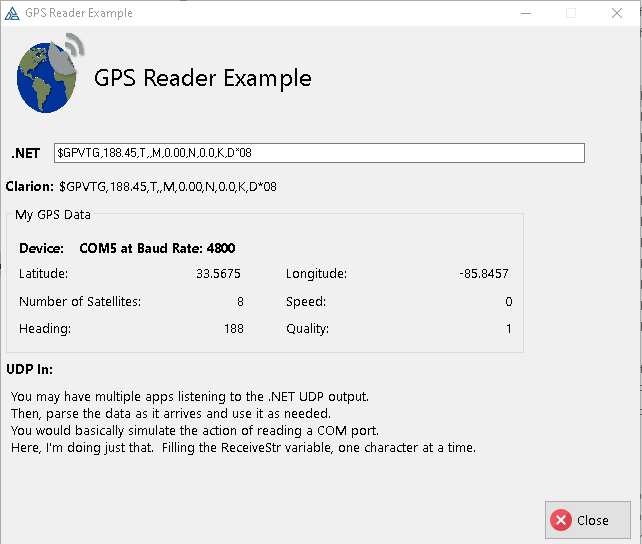 GPS Reader Example
GPS Reader Example
.NET $GPVTG,188.45,T,,M,0.00,N,0.0,K,D*08
Clarion: $GPVTG,188.45,T,,M,0.00,N,0.0,K,D*08
My GPS Data
Device: COM5 at Baud Rate: 4800
Latitude: 33.5675 Longitude: -85.8457
Number of Satellites: 8 Speed: 0
Heading: 188 Quality: 1
UDP In:
You may have multiple apps listening to the .NET UDP output.
Then, parse the data as it arrives and use it as needed.
You would basically simulate the action of reading a COM port.
Here, I'm doing just that. Filling the ReceiveStr variable, one character at a time.
Close